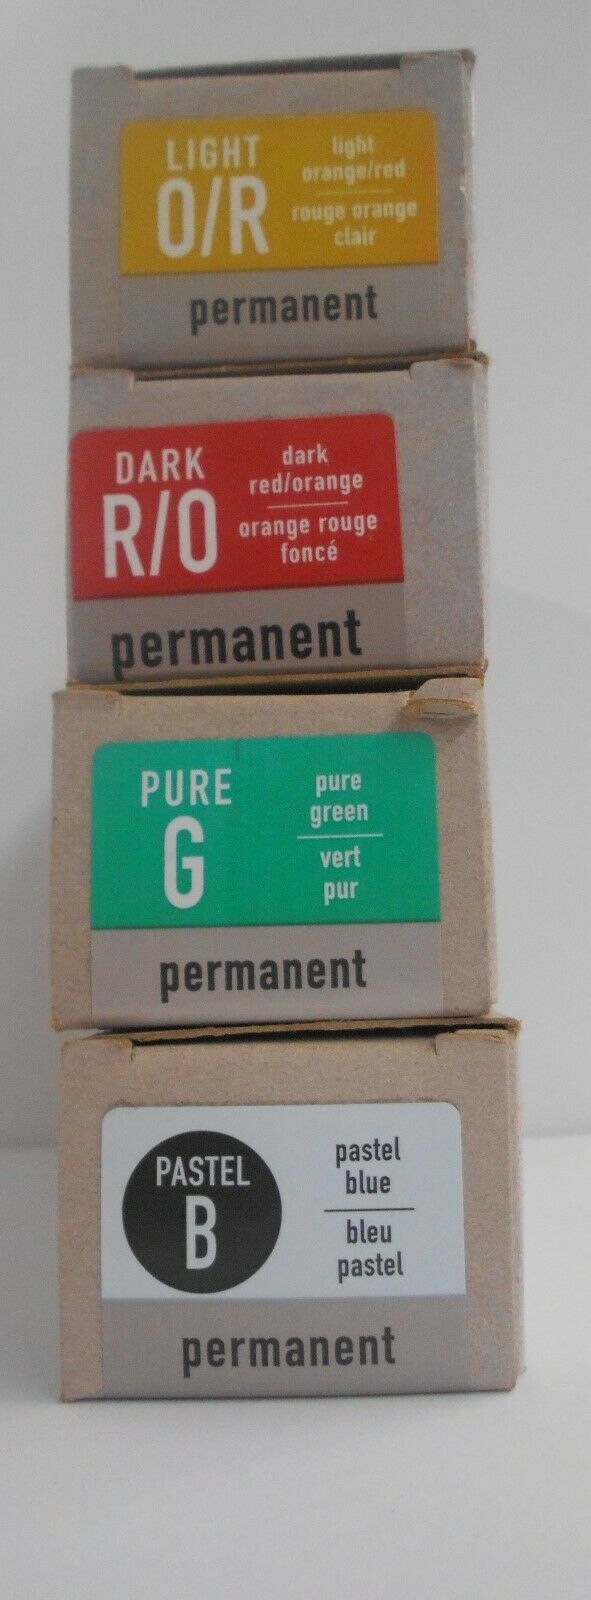 LIGHT
O/R
light
orange/red
rouge orange
clair
permanent
DARK
R/O
dark
red/orange
orange rouge
foncé
permanent
PURE
G
pure
green
vert
pur
permanent
PASTEL
B
pastel
blue
bleu
pastel
permanent